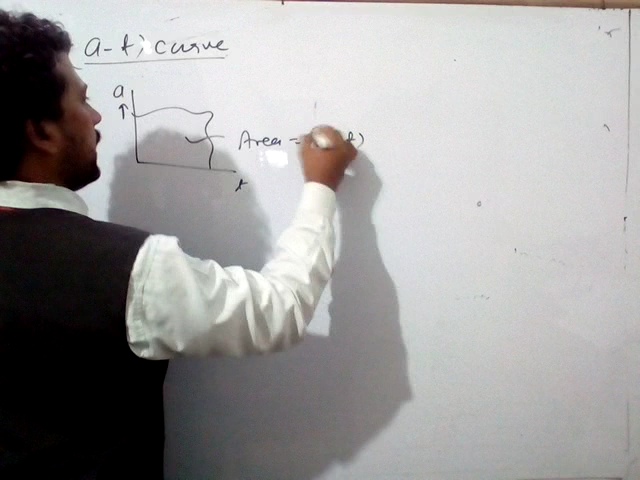 a-t) curve
a
↑
Area = t)
t